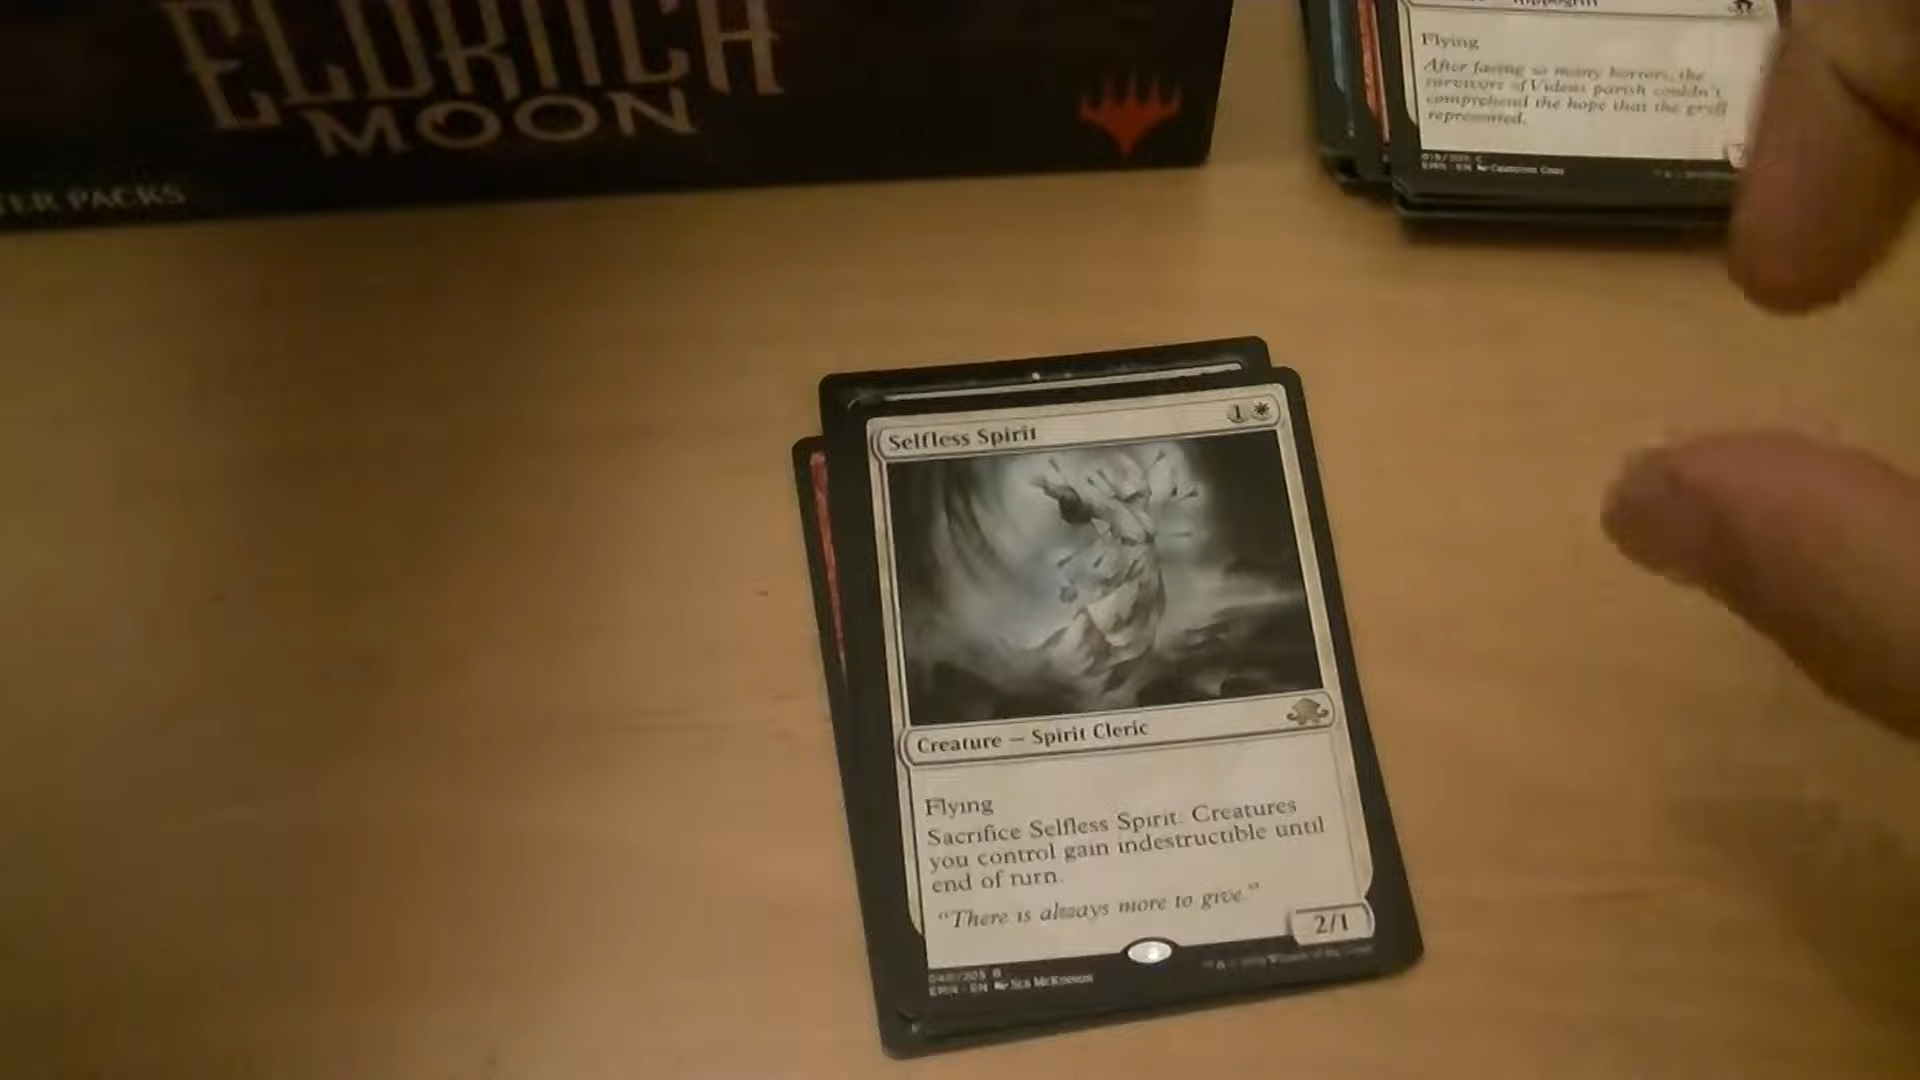 ELDRITCH
MOON
TER PACKS
Flying
After facing so many horrors, the
survivors of Videns parish couldn't
comprehend the hope that the gryff
represented.
Selfless Spirit
1
Creature — Spirit Cleric
Flying
Sacrifice Selfless Spirit: Creatures
you control gain indestructible until
end of turn.
"There is always more to give."
2/1
EMN • EN